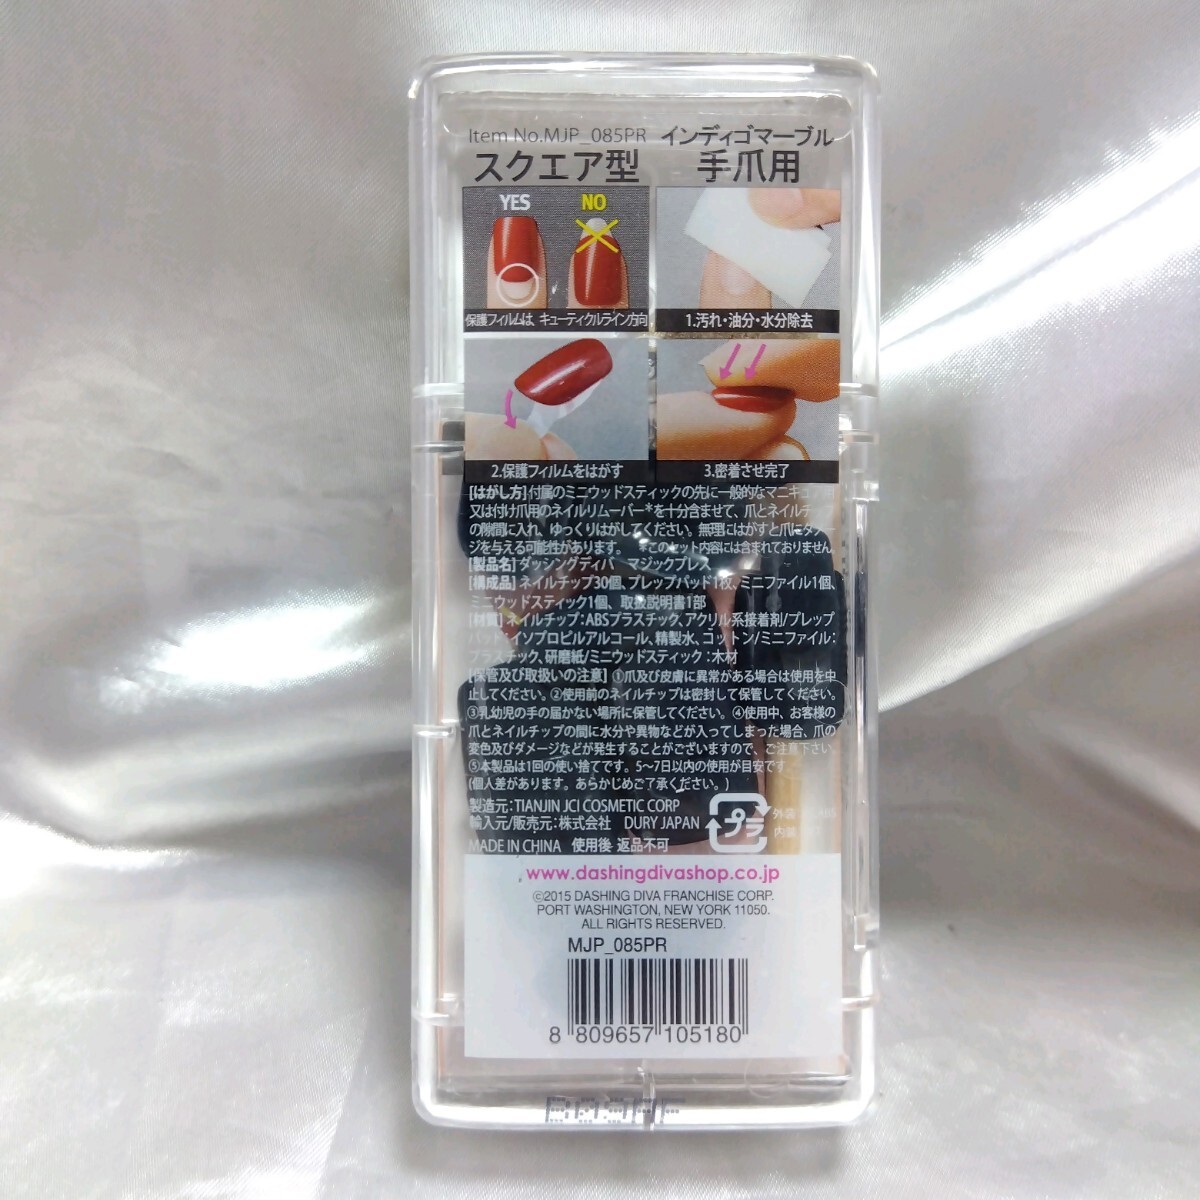 Item No.MJP_085PR インディゴマーブル
スクエア型 手爪用
YES NO
保護フィルムは、キューティクルライン方向
1.汚れ・油分・水分除去
2.保護フィルムをはがす
3.密着させ完了
[はがし方]付属のミニウッドスティックの先に一般的なマニキュア用
又は付け爪用のネイルリムーバー*を十分含ませて、爪とネイルチップ
の隙間に入れ、ゆっくりはがしてください。無理にはがすと爪にダメー
ジを与える可能性があります。 *このセット内容には含まれておりません
[製品名]ダッシングディバ マジックプレス
[構成品]ネイルチップ30個、プレップパッド1枚、ミニファイル1個、
ミニウッドスティック1個、取扱説明書1部
[材質]ネイルチップ:ABSプラスチック、アクリル系接着剤/プレップ
パッド:イソプロピルアルコール、精製水、コットン/ミニファイル:
プラスチック、研磨紙/ミニウッドスティック:木材
[保管及び取扱いの注意] ①爪及び皮膚に異常がある場合は使用を中
止してください。②使用前のネイルチップは密封して保管してください。
③乳幼児の手の届かない場所に保管してください。④使用中、お客様の
爪とネイルチップの間に水分や異物などが入ってしまった場合、爪の
変色及びダメージなどが発生することがございますので、ご注意下さい。
⑤本製品は1回の使い捨てです。5〜7日以内の使用が目安です。
(個人差があります。あらかじめご了承ください。)
製造元:TIANJIN JCI COSMETIC CORP
輸入元/販売元:株式会社 DURY JAPAN
MADE IN CHINA 使用後 返品不可
プラ
外装
内装
www.dashingdivashop.co.jp
©2015 DASHING DIVA FRANCHISE CORP.
PORT WASHINGTON, NEW YORK 11050.
ALL RIGHTS RESERVED.
MJP_085PR
8 809657 105180